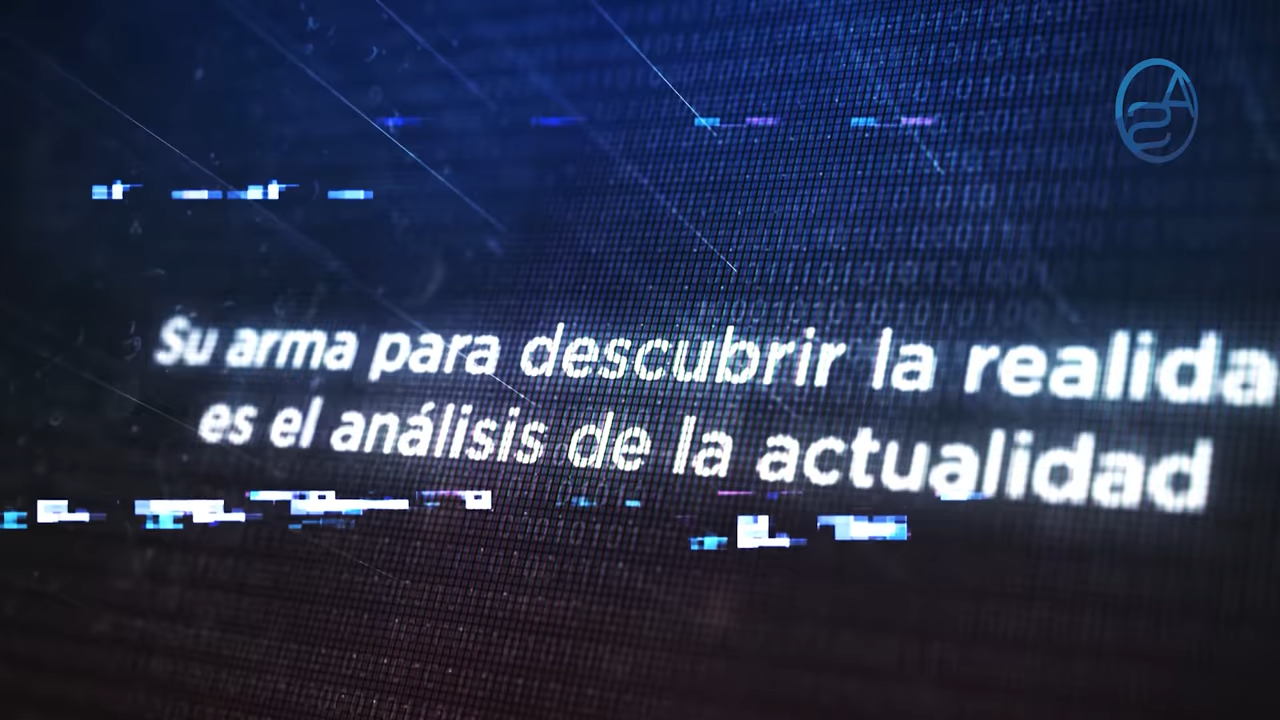 Su arma para descubrir la realida
es el análisis de la actualidad